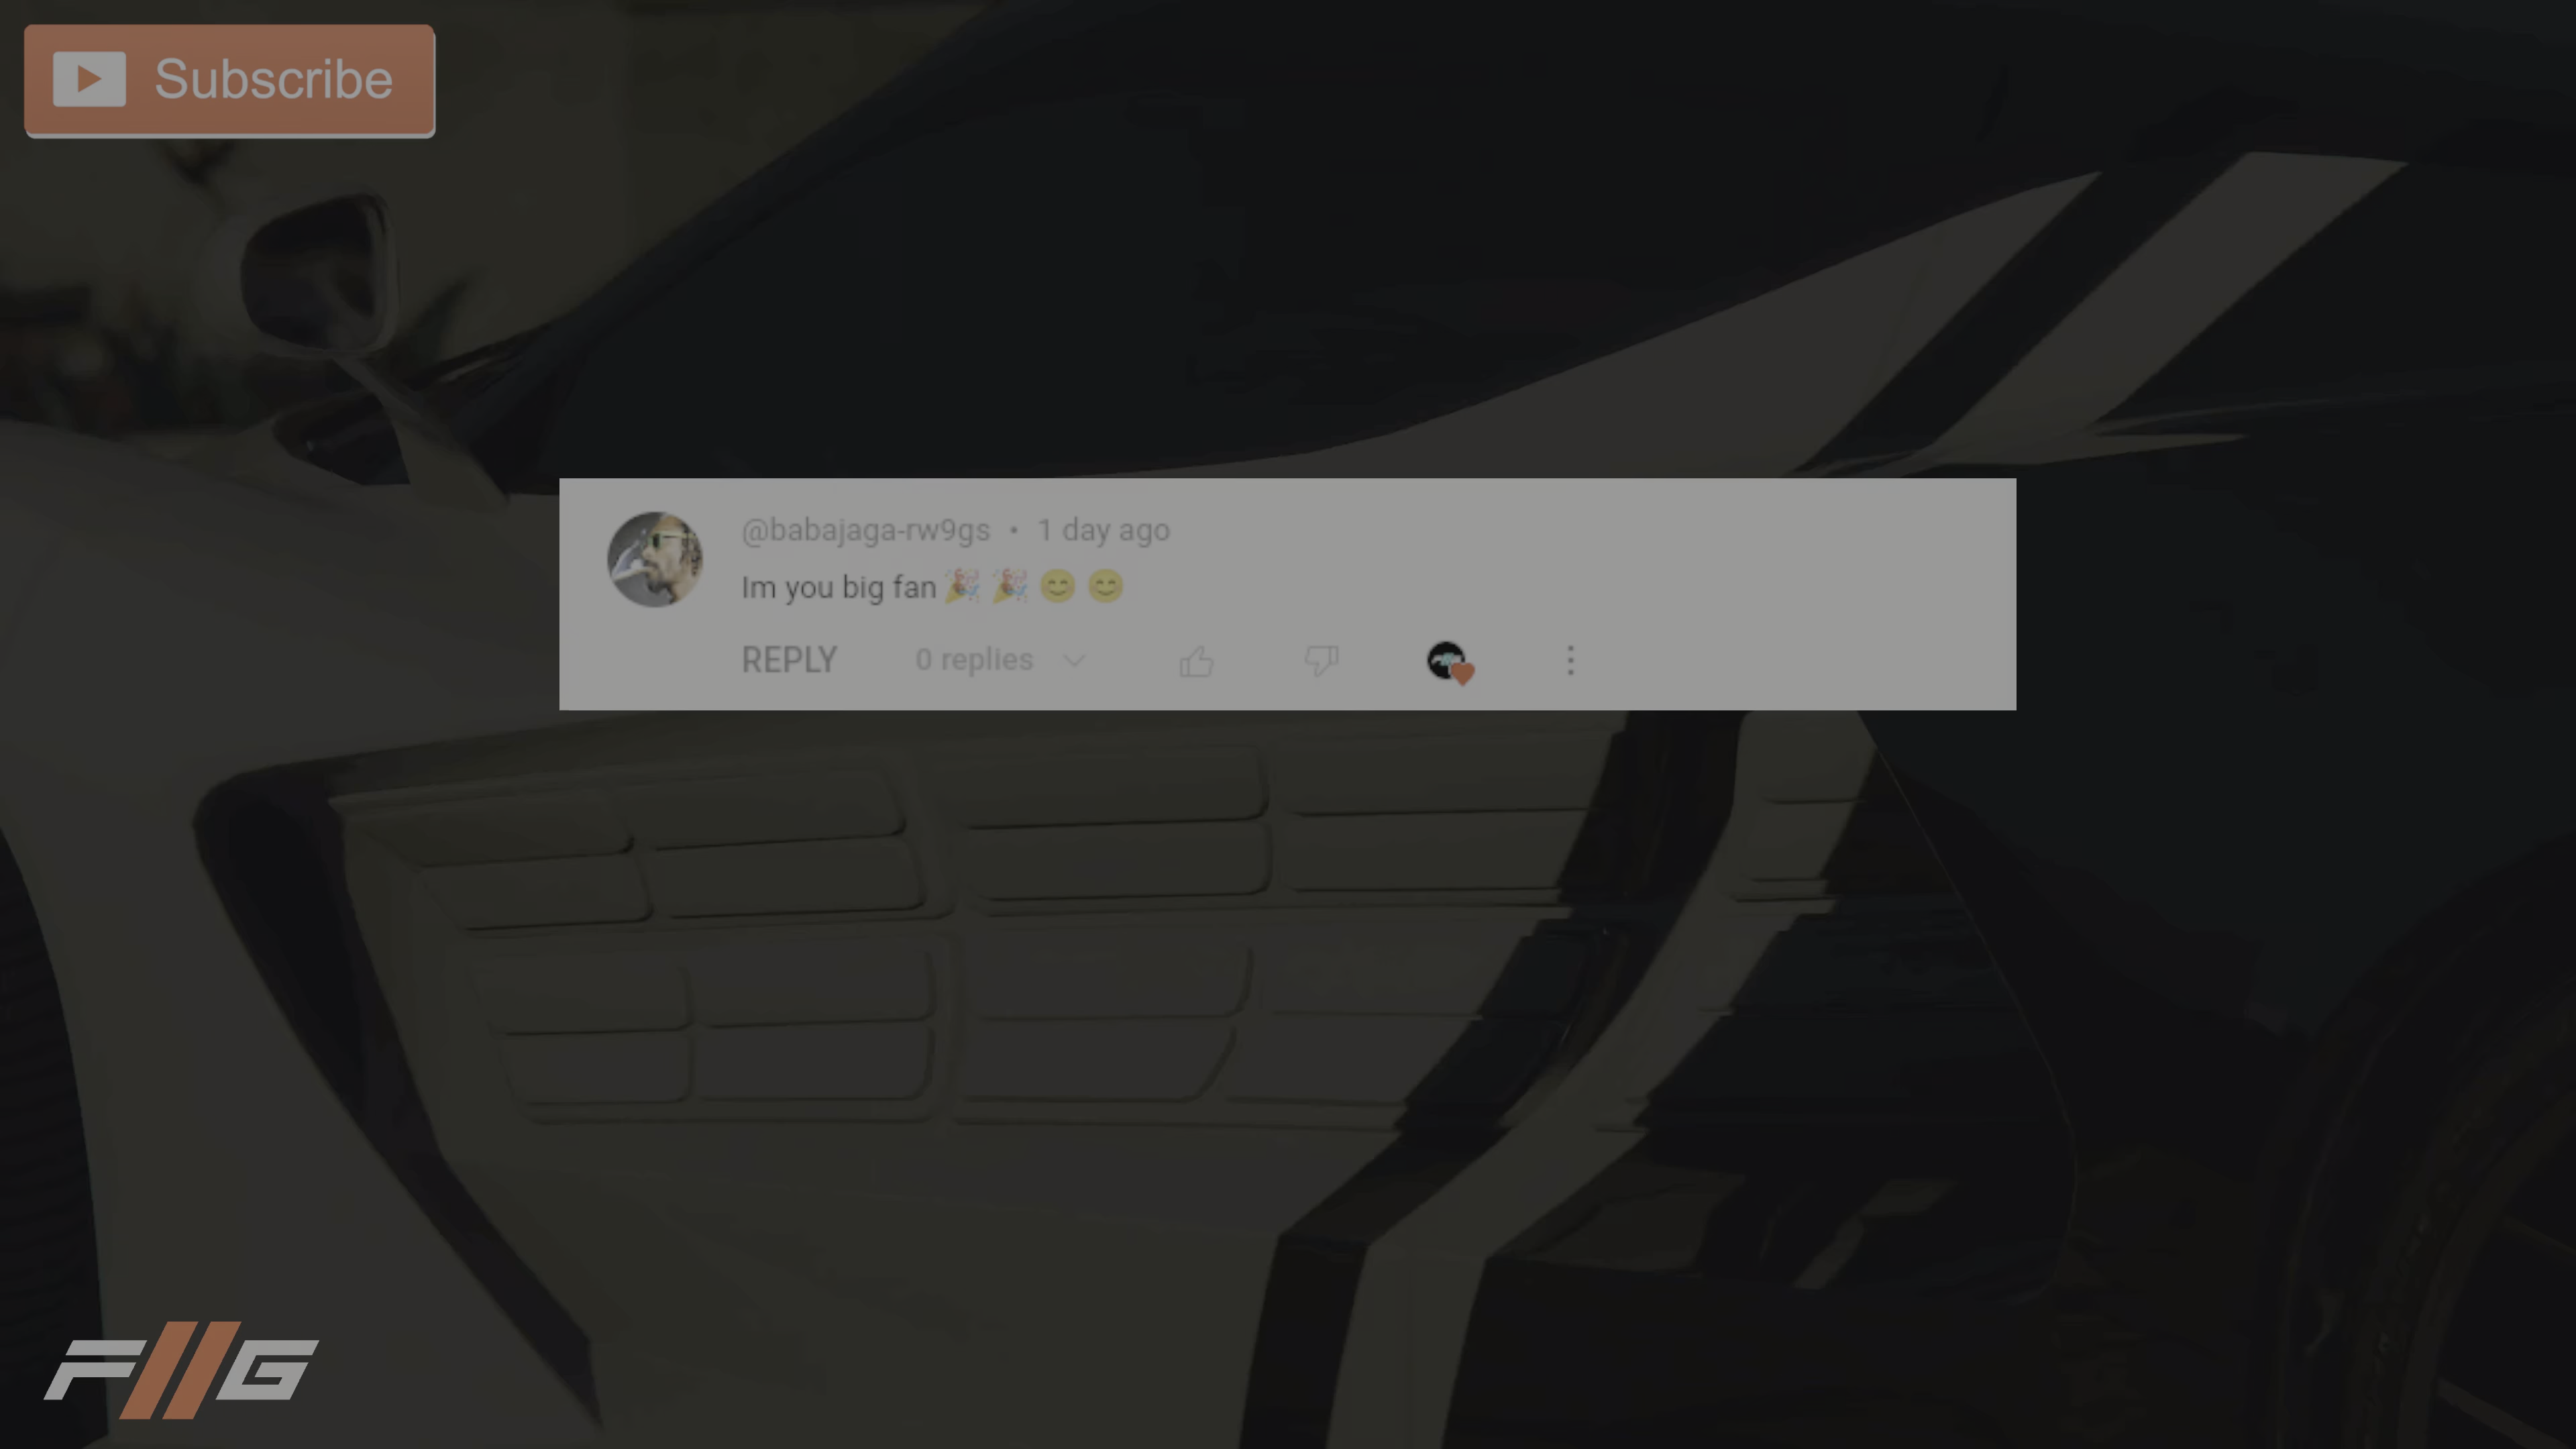 Subscribe
@babajaga-rw9gs • 1 day ago
Im you big fan 🎉 🎉 😊 😊
REPLY 0 replies
F//G